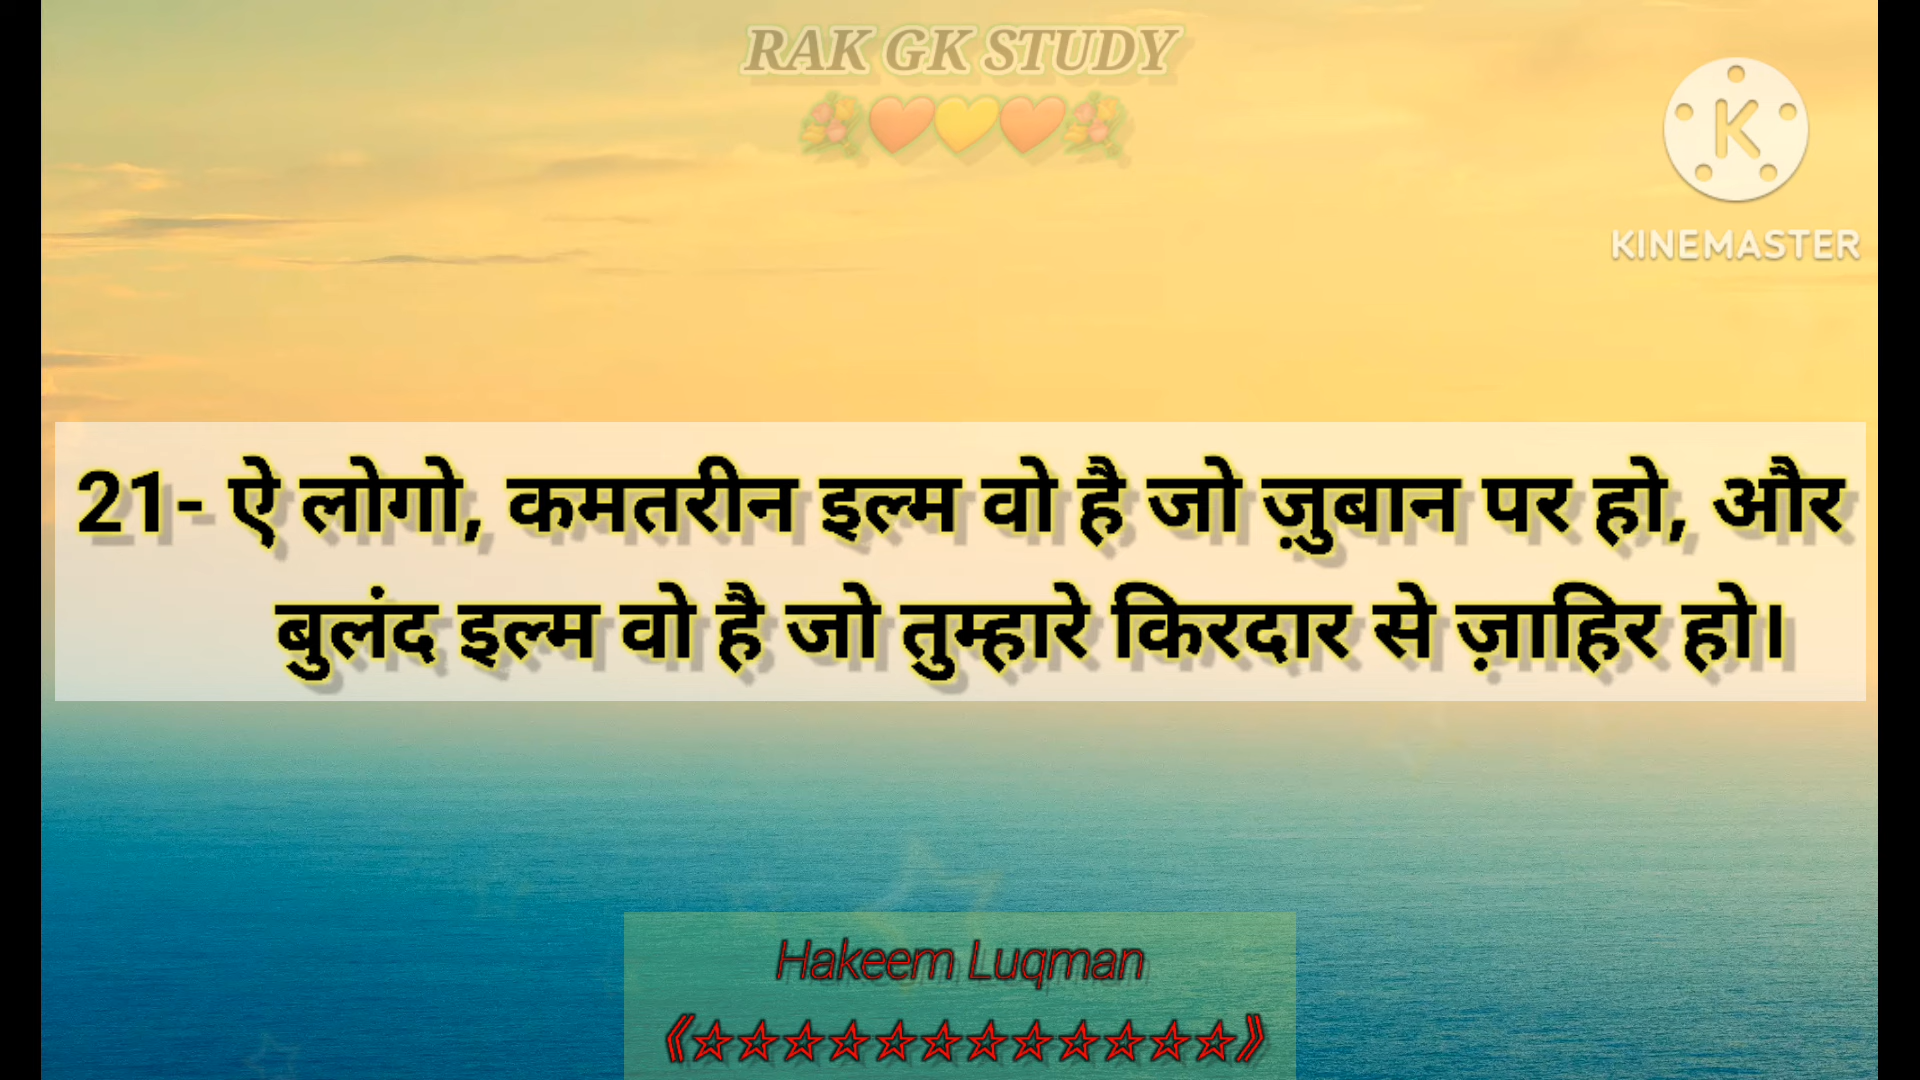 RAK GK STUDY
💐🧡💛🧡💐
K
KINEMASTER
21- ऐ लोगो, कमतरीन इल्म वो है जो ज़ुबान पर हो, और
बुलंद इल्म वो है जो तुम्हारे किरदार से ज़ाहिर हो।
Hakeem Luqman
《☆☆☆☆☆☆☆☆☆☆☆☆》